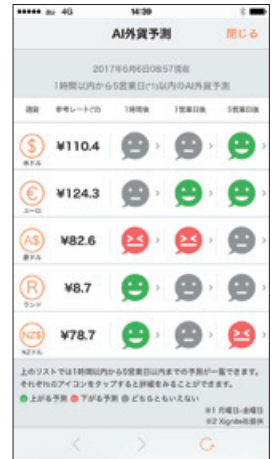 au 4G 14:39
AI外貨予測 閉じる
2017年6月6日08:57現在
1時間以内から5営業日(*1)以内のAI外貨予測
通貨 参考レート(*2) 1時間後 1営業日後 5営業日後
$ ¥110.4
米ドル
€ ¥124.3
ユーロ
A$ ¥82.6
豪ドル
R ¥8.7
ランド
NZ$ ¥78.7
NZドル
上のリストでは1時間以内から5営業日以内までの予測が一覧できます。
それぞれのアイコンをタップすると詳細をみることができます。
上がる予測 下がる予測 どちらともいえない
※1 月曜日-金曜日
※2 Xignite社提供